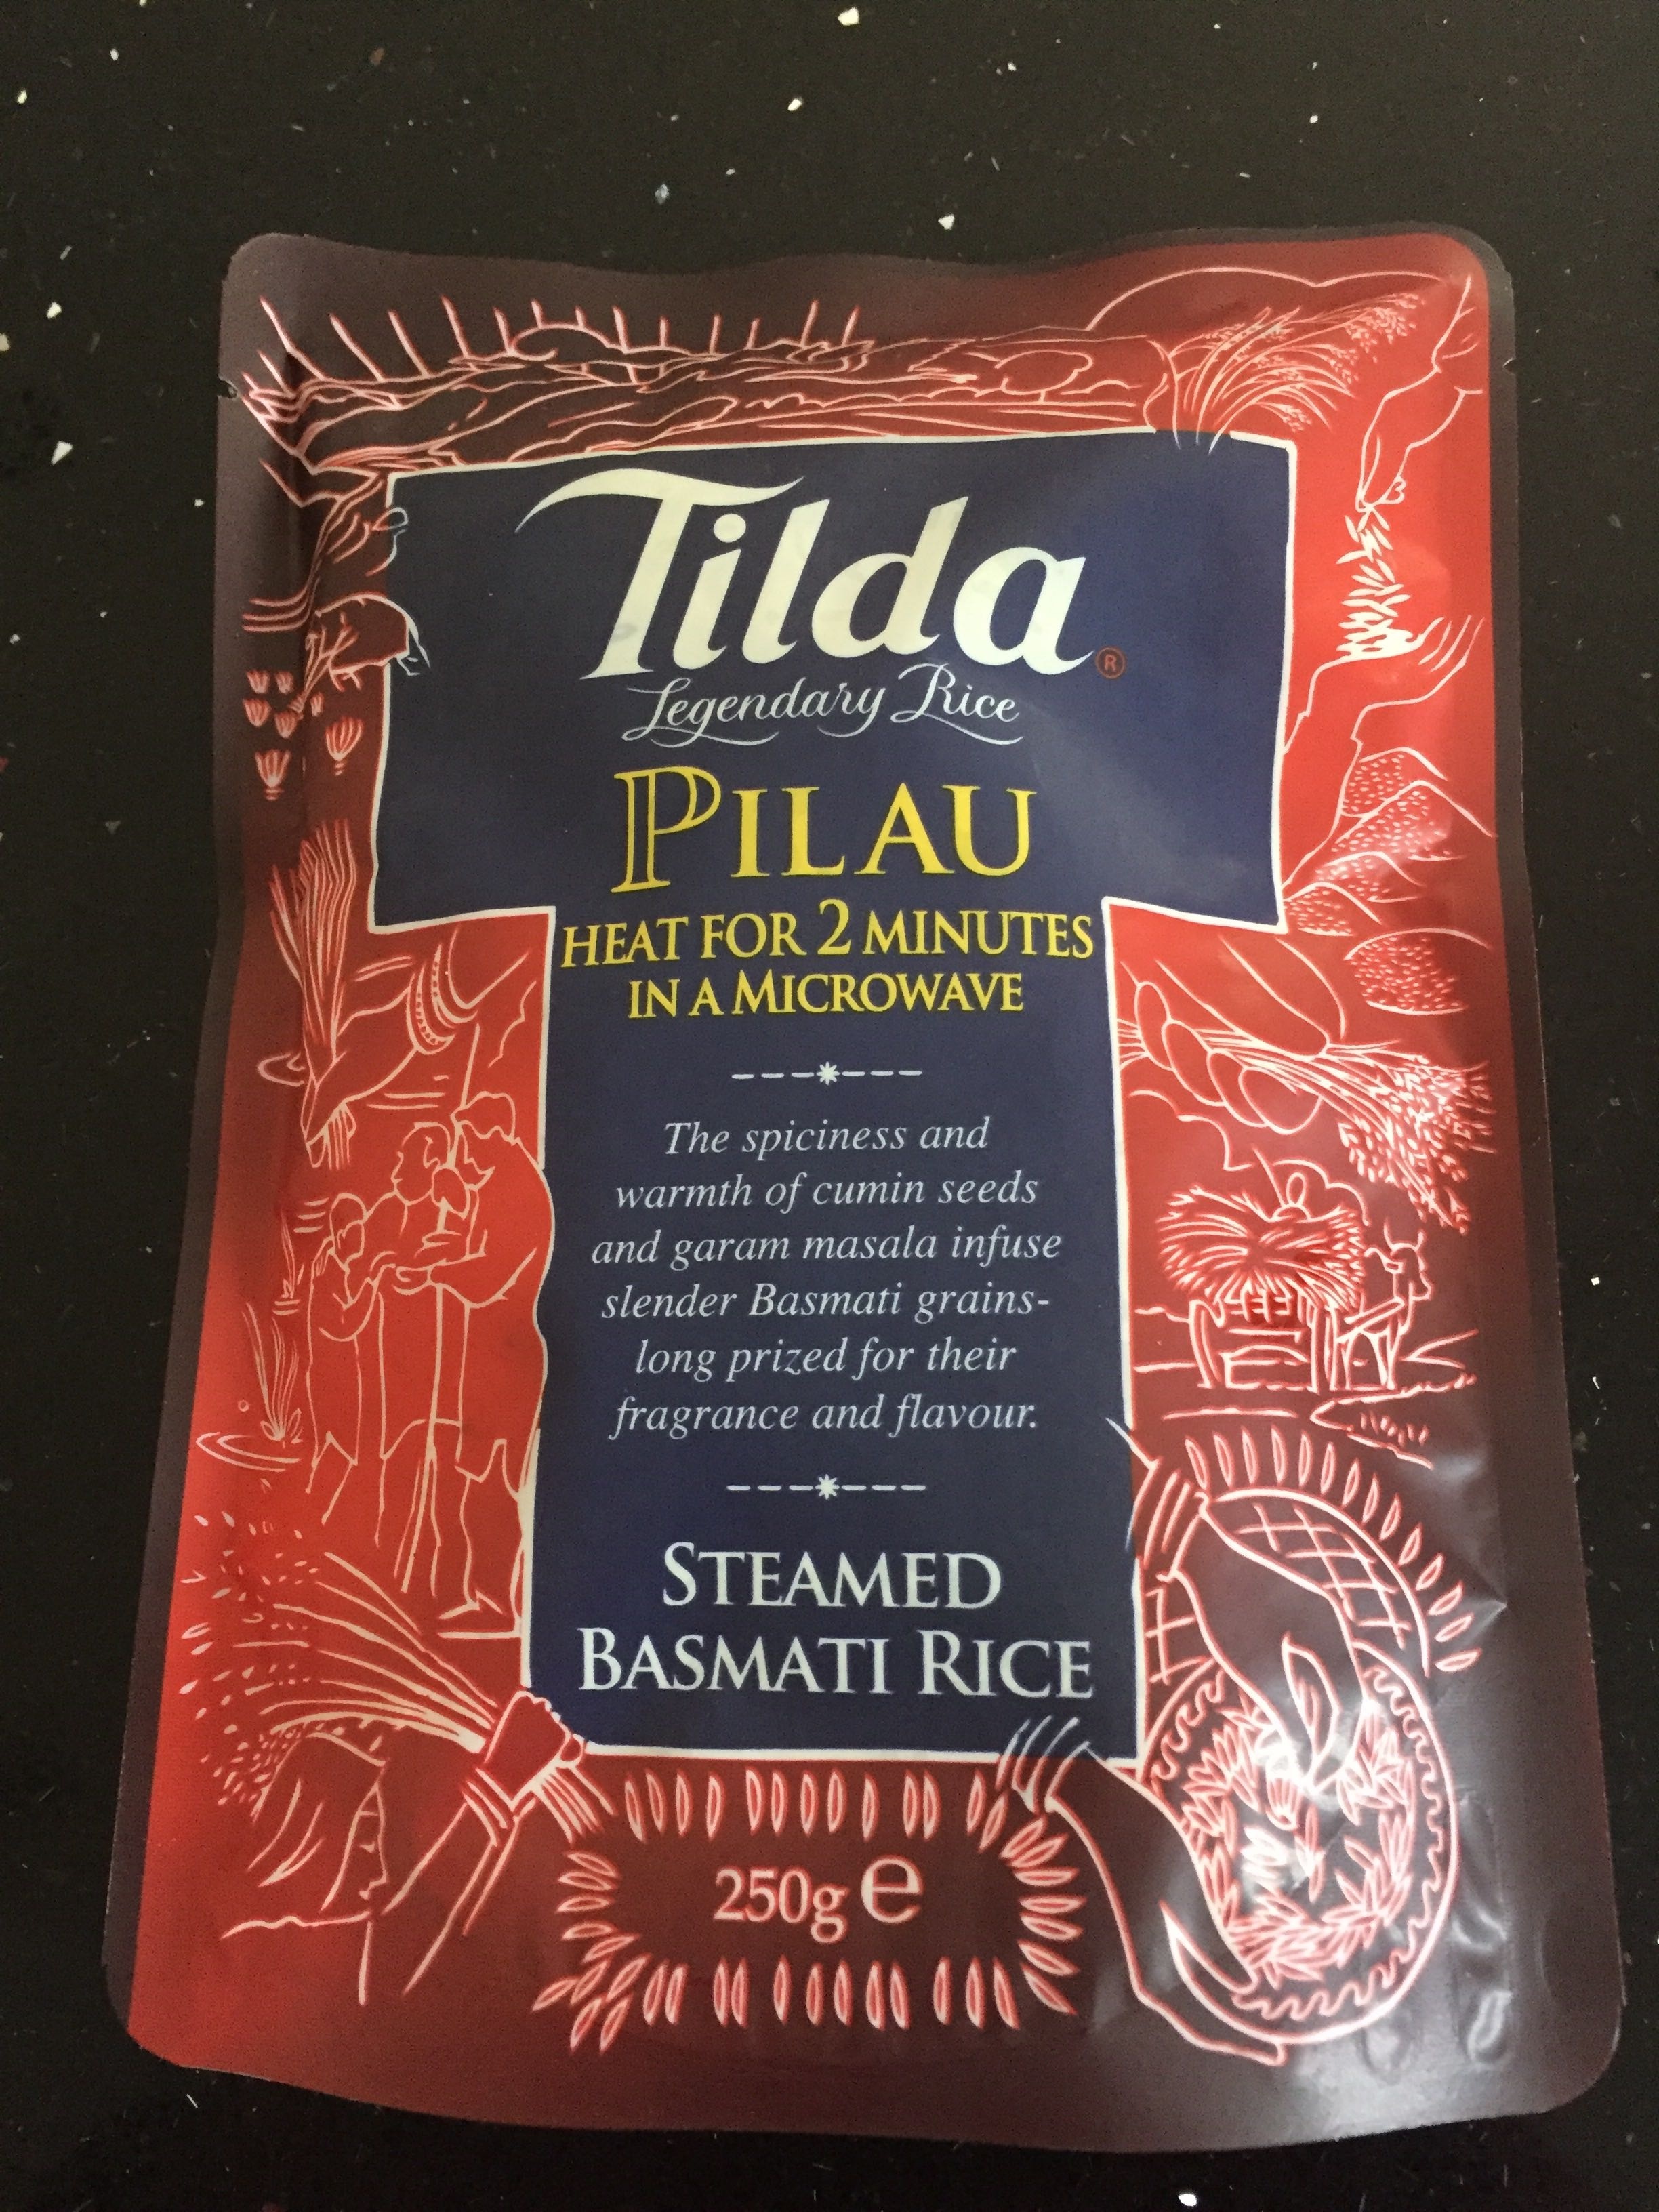 Tilda®
Legendary Rice
PILAU
HEAT FOR 2 MINUTES
IN A MICROWAVE
The spiciness and
warmth of cumin seeds
and garam masala infuse
slender Basmati grains-
long prized for their
fragrance and flavour.
STEAMED
BASMATI RICE
250g e